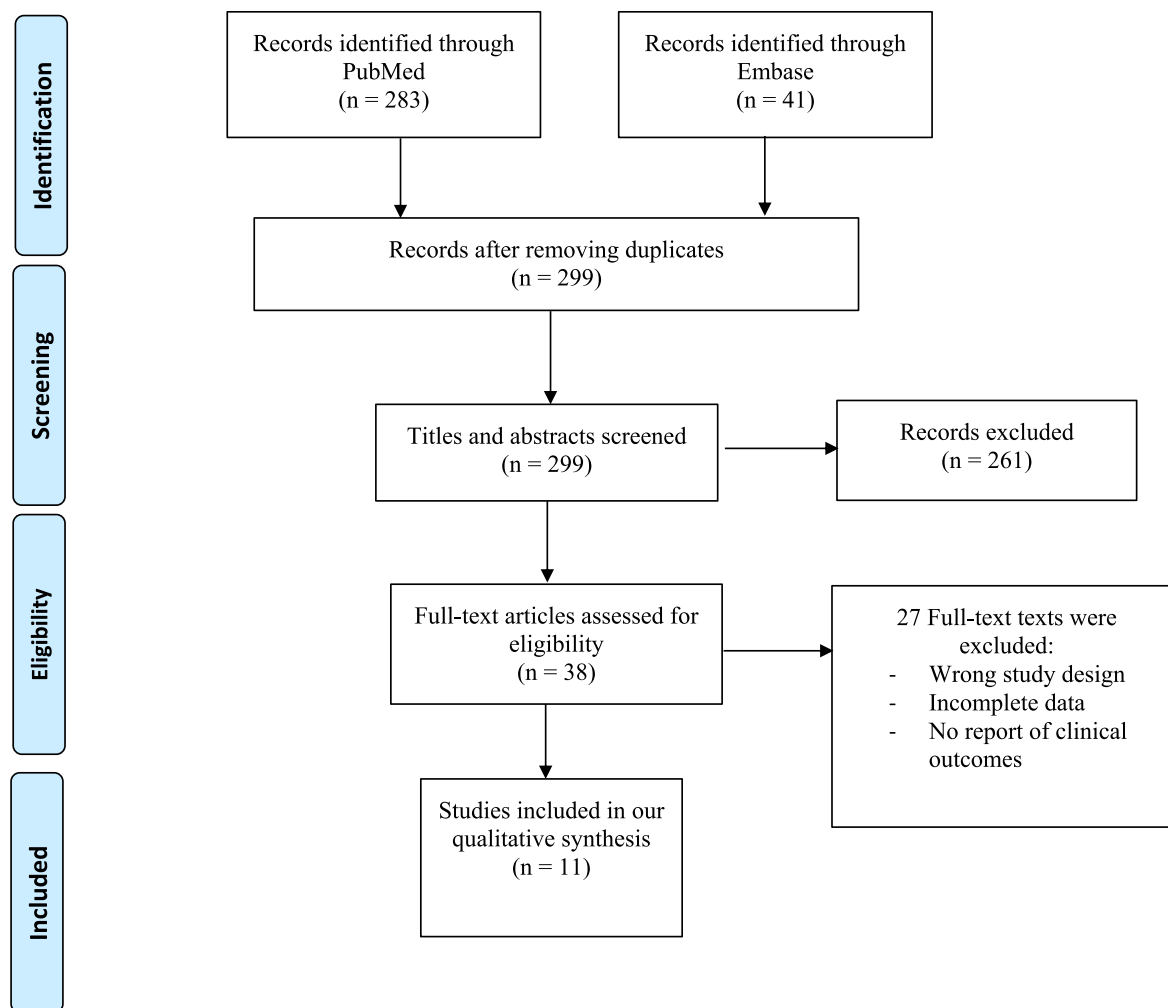 Identification
Records identified through
PubMed
(n = 283)
Records identified through
Embase
(n = 41)
Records after removing duplicates
(n = 299)
Screening
Titles and abstracts screened
(n = 299)
Records excluded
(n = 261)
Eligibility
Full-text articles assessed for
eligibility
(n = 38)
27 Full-text texts were
excluded:
- Wrong study design
- Incomplete data
- No report of clinical
outcomes
Included
Studies included in our
qualitative synthesis
(n = 11)